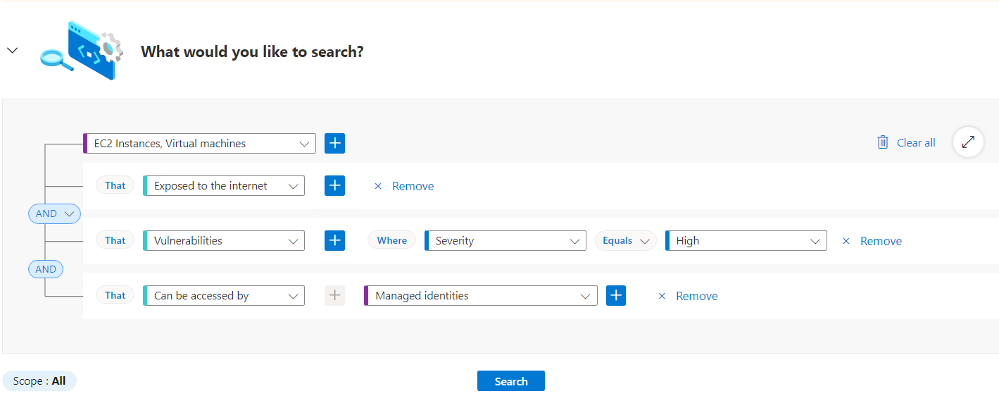 What would you like to search?
EC2 Instances, Virtual machines
Clear all
That Exposed to the internet Remove
AND
That Vulnerabilities Where Severity Equals High Remove
AND
That Can be accessed by Managed identities Remove
Scope : All Search